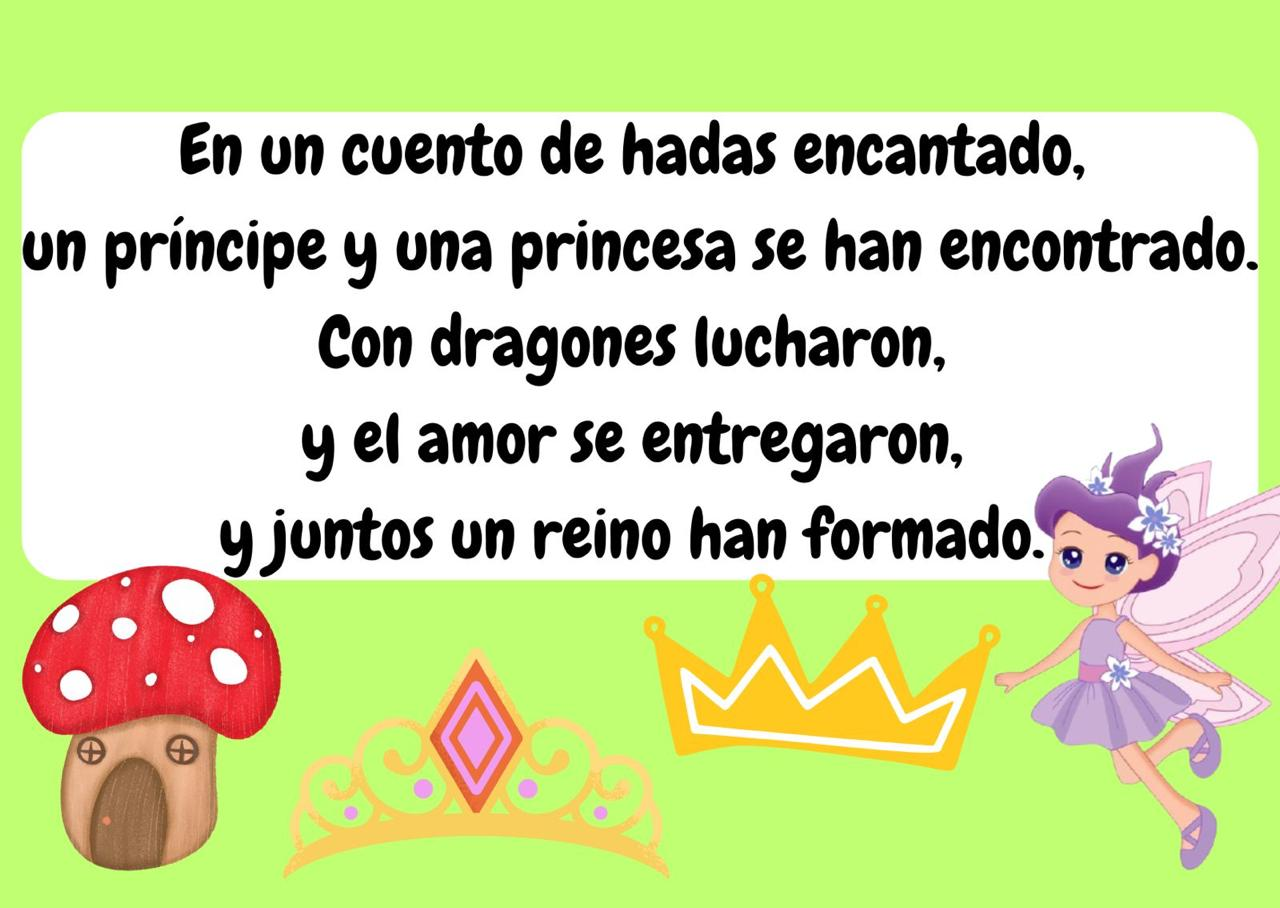 En un cuento de hadas encantado,
un príncipe y una princesa se han encontrado.
Con dragones lucharon,
y el amor se entregaron,
y juntos un reino han formado.